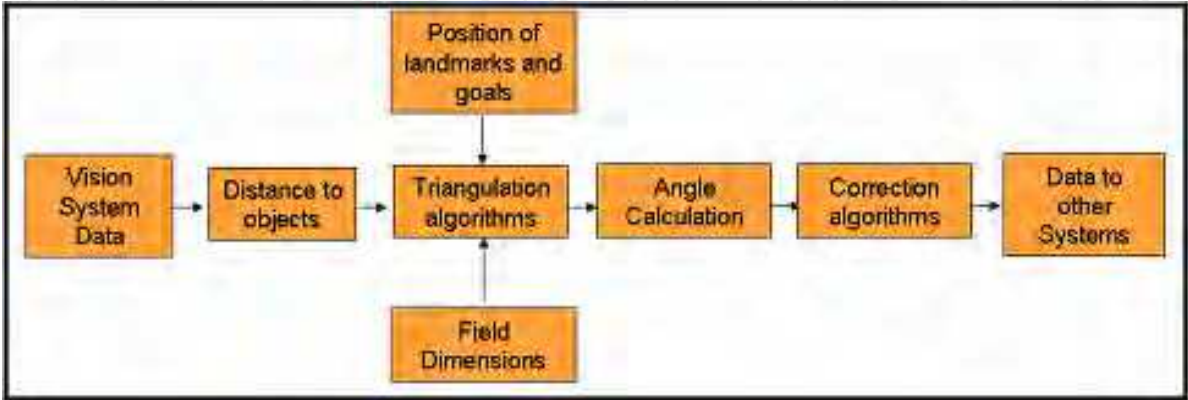 Position of
landmarks and
goals
Vision
System
Data
Distance to
objects
Triangulation
algorithms
Angle
Calculation
Correction
algorithms
Data to
other
Systems
Field
Dimensions